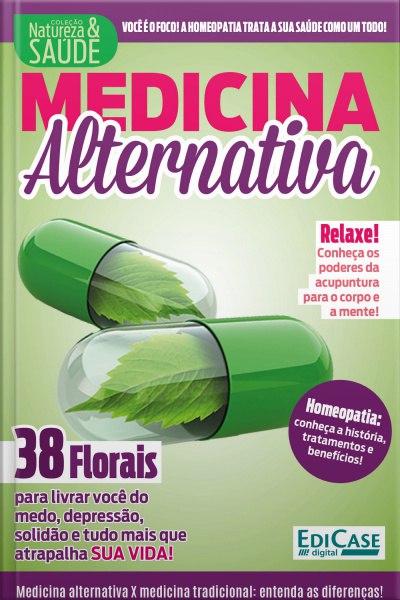 COLEÇÃO
Natureza &
SAÚDE
VOCÊ É O FOCO! A HOMEOPATIA TRATA A SUA SAÚDE COMO UM TODO!
MEDICINA
Alternativa
Relaxe!
Conheça os
poderes da
acupuntura
para o corpo e
a mente!
Homeopatia:
conheça a história,
tratamentos e
benefícios!
38 Florais
para livrar você do
medo, depressão,
solidão e tudo mais que
atrapalha SUA VIDA!
EDICASE
digital
Medicina alternativa X medicina tradicional: entenda as diferenças!